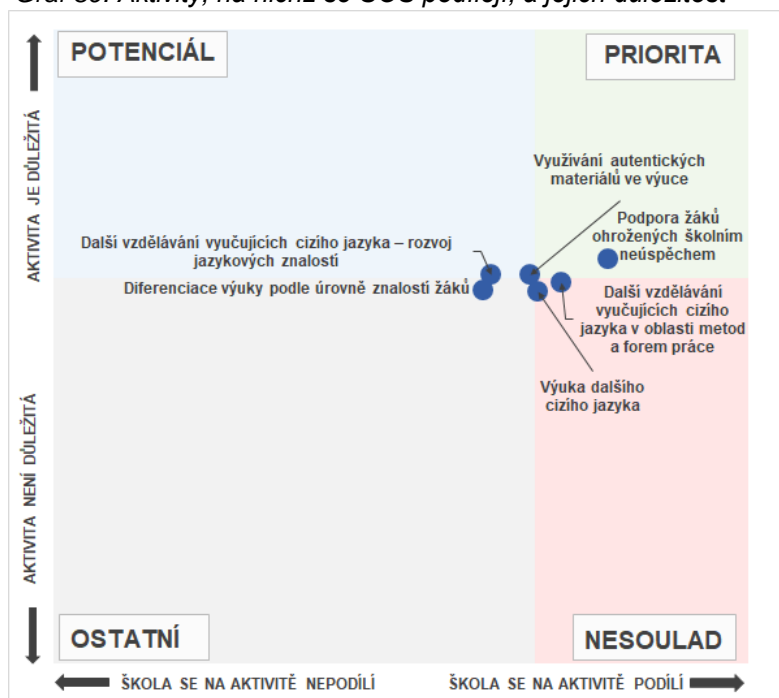 POTENCIÁL
PRIORITA
AKTIVITA JE DŮLEŽITÁ
Využívání autentických
materiálů ve výuce
Podpora žáků
ohrožených školním
neúspěchem
Další vzdělávání vyučujících cizího jazyka – rozvoj
jazykových znalostí
Diferenciace výuky podle úrovně znalostí žáků
Další vzdělávání
vyučujících cizího
jazyka v oblasti metod
a forem práce
Výuka dalšího
cizího jazyka
AKTIVITA NENÍ DŮLEŽITÁ
OSTATNÍ
NESOULAD
ŠKOLA SE NA AKTIVITĚ NEPODÍLÍ
ŠKOLA SE NA AKTIVITĚ PODÍLÍ